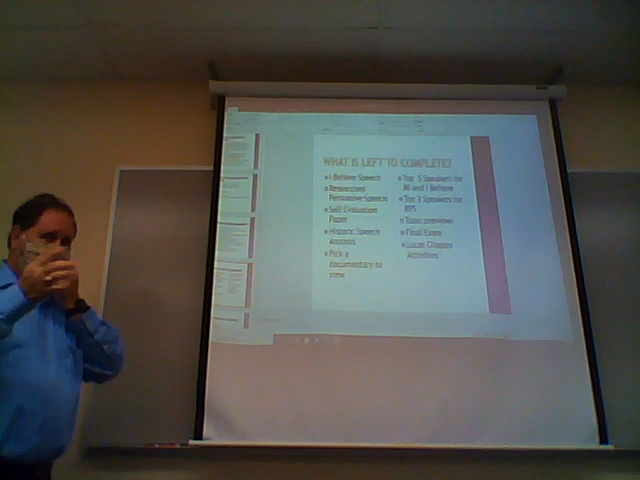 WHAT IS LEFT TO COMPLETE?
I Believe Speech
Researched
Persuasive Speech
Self Evaluation
Paper
Historic Speech
Analysis
Pick a
documentary to
view
Top 3 Speakers for
and I Believe
Top 3 Speakers for
RPS
Topic previews
Final Exam
Lucas Chapter
Activities